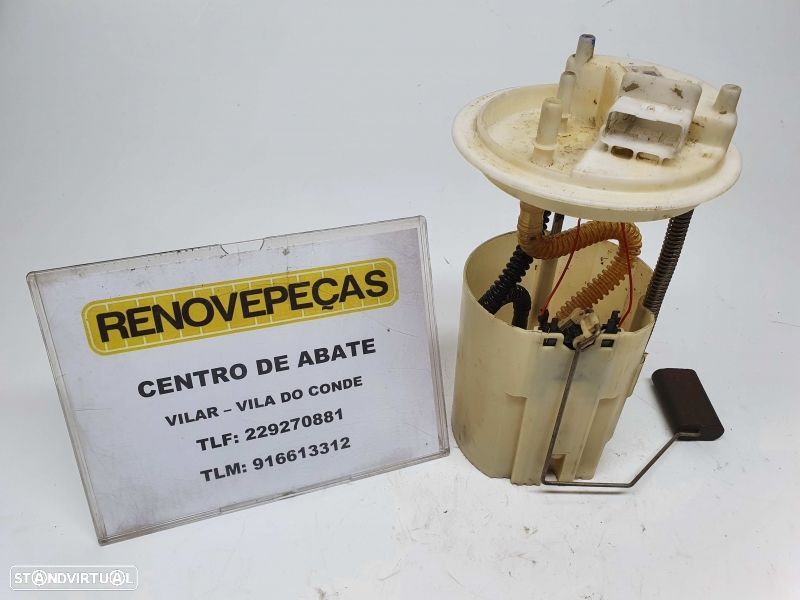 RENOVEPEÇAS
CENTRO DE ABATE
VILAR – VILA DO CONDE
TLF: 229270881
TLM: 916613312
STANDVIRTUAL